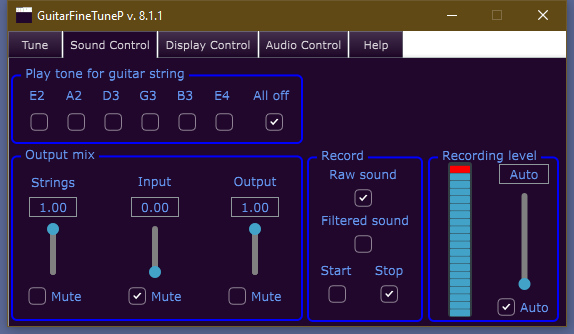 GuitarFineTuneP v. 8.1.1
Tune Sound Control Display Control Audio Control Help
Play tone for guitar string
E2 A2 D3 G3 B3 E4 All off
Output mix
Strings Input Output
1.00 0.00 1.00
Mute Mute Mute
Record
Raw sound
Filtered sound
Start Stop
Recording level
Auto
Auto